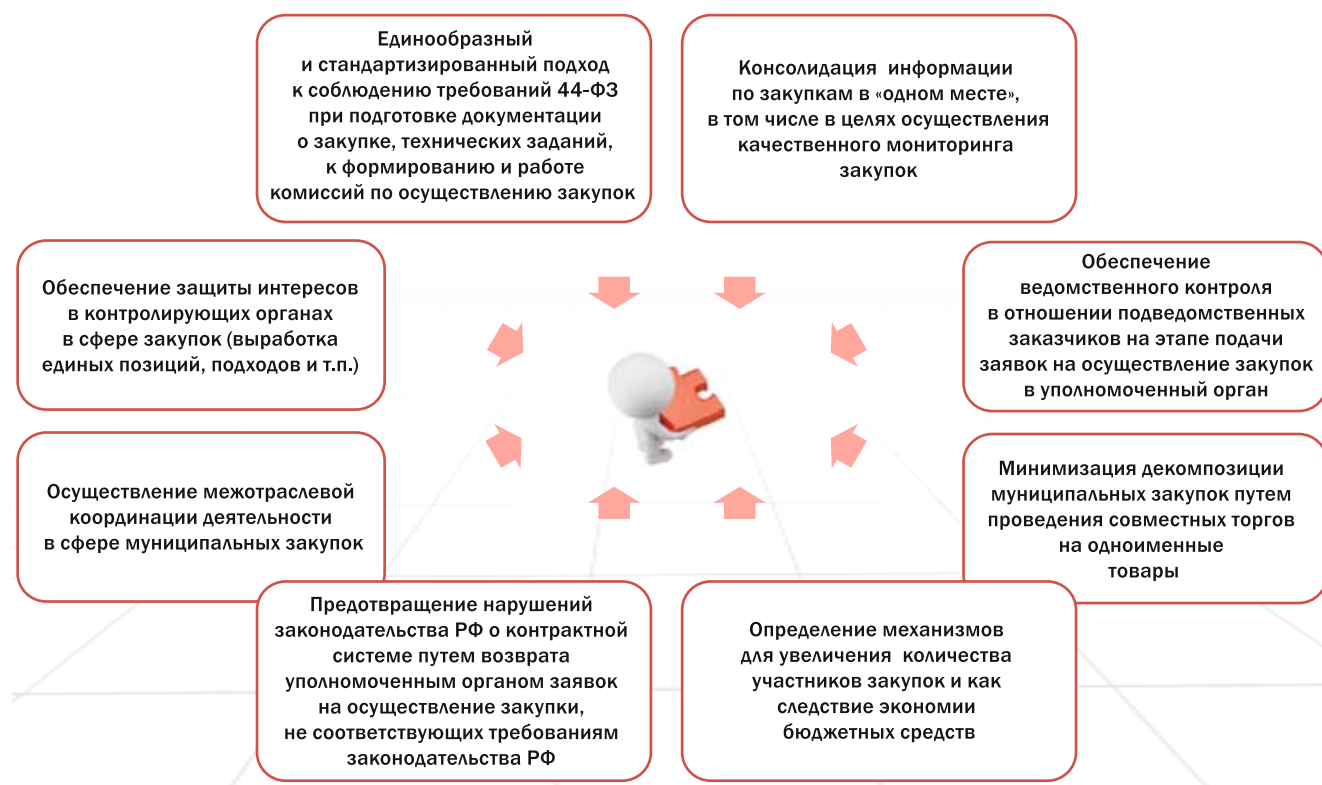 Единообразный
и стандартизированный подход
к соблюдению требований 44-ФЗ
при подготовке документации
о закупке, технических заданий,
к формированию и работе
комиссий по осуществлению закупок
Консолидация информации
по закупкам в «одном месте»,
в том числе в целях осуществления
качественного мониторинга
закупок
Обеспечение защиты интересов
в контролирующих органах
в сфере закупок (выработка
единых позиций, подходов и т.п.)
Обеспечение
ведомственного контроля
в отношении подведомственных
заказчиков на этапе подачи
заявок на осуществление закупок
в уполномоченный орган
Осуществление межотраслевой
координации деятельности
в сфере муниципальных закупок
Минимизация декомпозиции
муниципальных закупок путем
проведения совместных торгов
на одноименные
товары
Предотвращение нарушений
законодательства РФ о контрактной
системе путем возврата
уполномоченным органом заявок
на осуществление закупки,
не соответствующих требованиям
законодательства РФ
Определение механизмов
для увеличения количества
участников закупок и как
следствие экономии
бюджетных средств